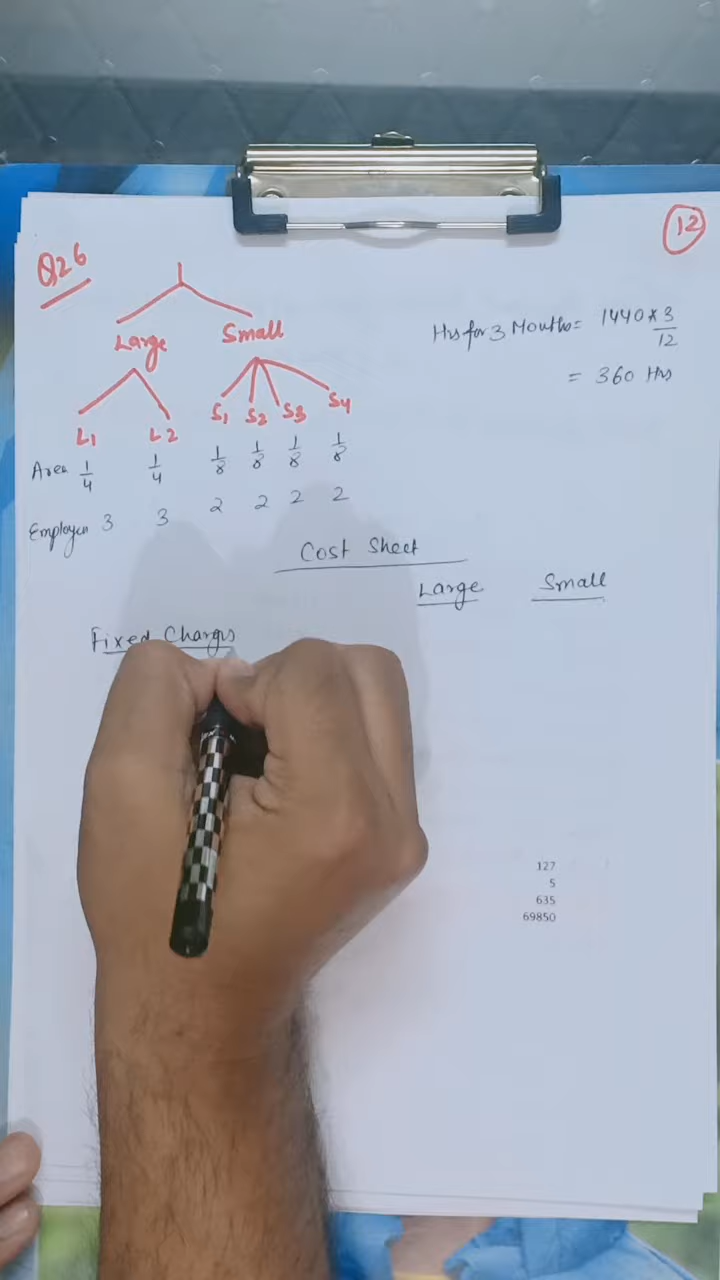 Q26
12
Large
Small
Hrs for 3 Months = 1440 * 3
12
= 360 Hrs
L1 L2 S1 S2 S3 S4
Area 1/4 1/4 1/8 1/8 1/8 1/8
3 3 2 2 2 2
Cost Sheet
Large Small
Fixed
127
5
635
69850